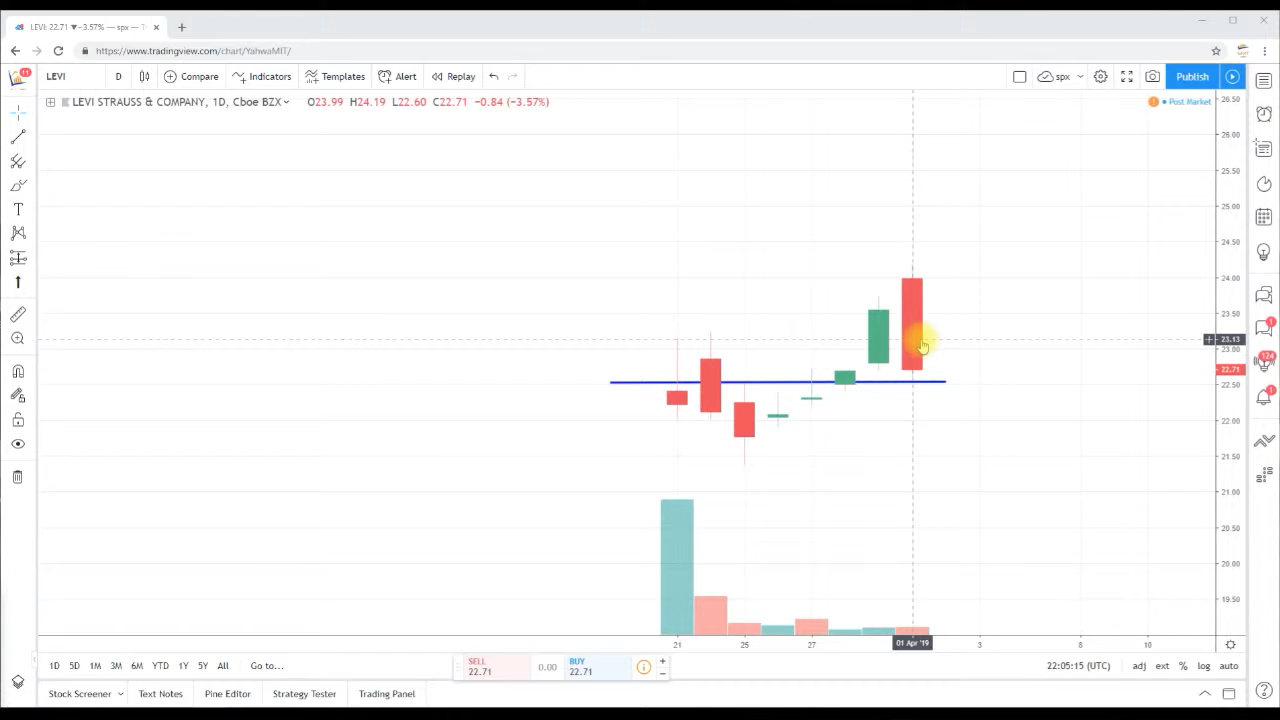 LEVI: 22.71 ▼−3.57% — spx — T
https://www.tradingview.com/chart/YahwaMIT/
11
LEVI D Compare Indicators Templates Alert Replay spx Publish
LEVI STRAUSS & COMPANY, 1D, Cboe BZX O23.99 H24.19 L22.60 C22.71 −0.84 (−3.57%)
! Post Market
26.50
26.00
25.50
25.00
24.50
24.00
23.50
23.13
23.00
22.71
22.50
22.00
21.50
21.00
20.50
20.00
19.50
1
124
1
21 25 27 01 Apr '19 3 8 10
1D 5D 1M 3M 6M YTD 1Y 5Y All Go to...
SELL
22.71
0.00
BUY
22.71
22:05:15 (UTC) adj ext % log auto
Stock Screener Text Notes Pine Editor Strategy Tester Trading Panel